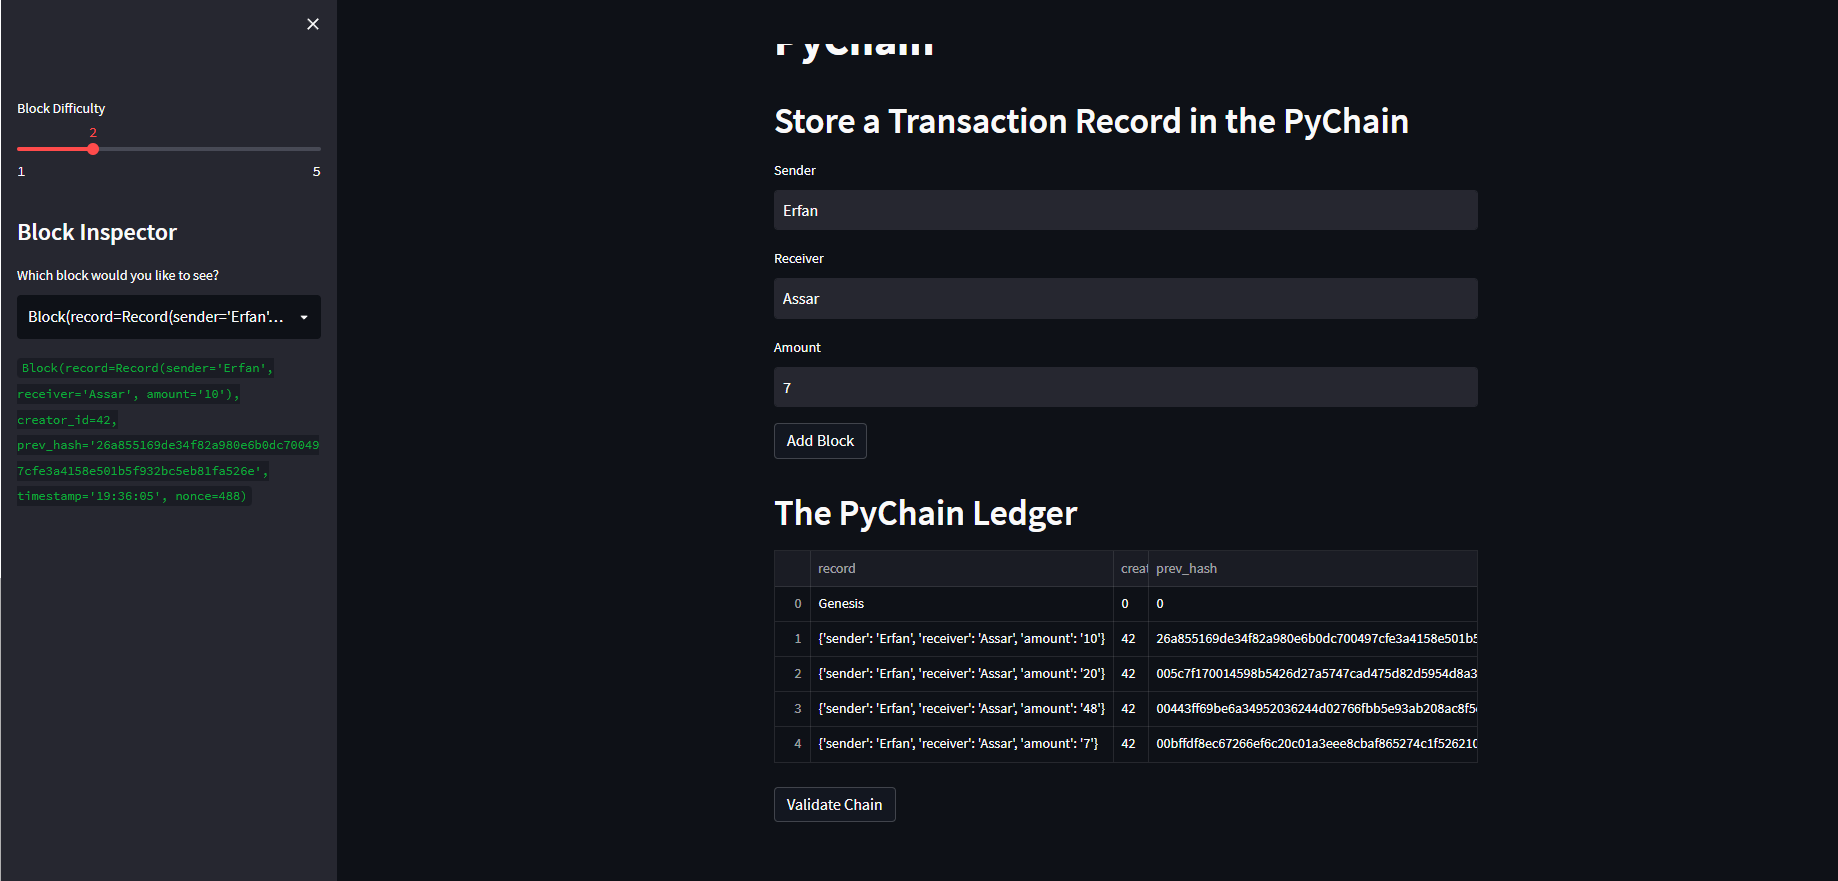 Block Difficulty
2
1 5
Block Inspector
Which block would you like to see?
Block(record=Record(sender='Erfan'...
Block(record=Record(sender='Erfan',
receiver='Assar', amount='10'),
creator_id=42,
prev_hash='26a855169de34f82a980e6b0dc70049
7cfe3a4158e501b5f932bc5eb81fa526e',
timestamp='19:36:05', nonce=488)
PyChain
Store a Transaction Record in the PyChain
Sender
Erfan
Receiver
Assar
Amount
7
Add Block
The PyChain Ledger
record creat prev_hash
0 Genesis 0 0
1 {'sender': 'Erfan', 'receiver': 'Assar', 'amount': '10'} 42 26a855169de34f82a980e6b0dc700497cfe3a4158e501b5
2 {'sender': 'Erfan', 'receiver': 'Assar', 'amount': '20'} 42 005c7f170014598b5426d27a5747cad475d82d5954d8a3
3 {'sender': 'Erfan', 'receiver': 'Assar', 'amount': '48'} 42 00443ff69be6a34952036244d02766fbb5e93ab208ac8f5
4 {'sender': 'Erfan', 'receiver': 'Assar', 'amount': '7'} 42 00bffdf8ec67266ef6c20c01a3eee8cbaf865274c1f526210
Validate Chain